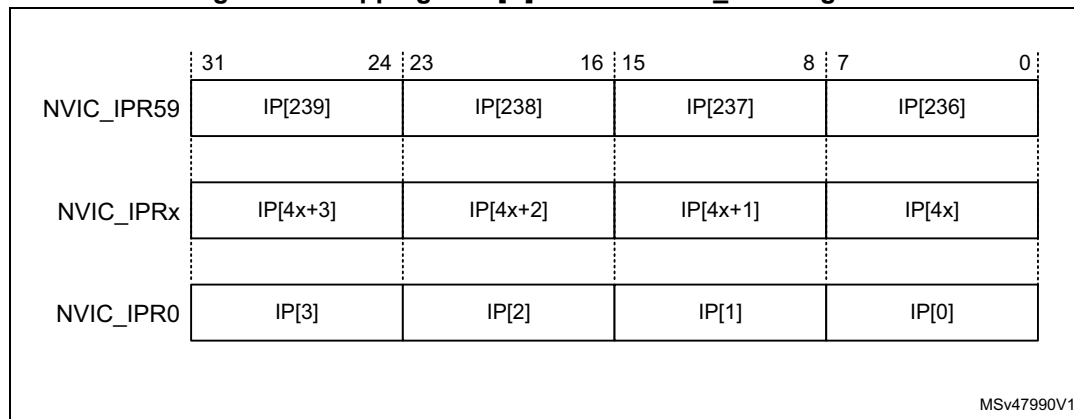 31 24 23 16 15 8 7 0
NVIC_IPR59 IP[239] IP[238] IP[237] IP[236]
NVIC_IPRx IP[4x+3] IP[4x+2] IP[4x+1] IP[4x]
NVIC_IPR0 IP[3] IP[2] IP[1] IP[0]
MSv47990V1